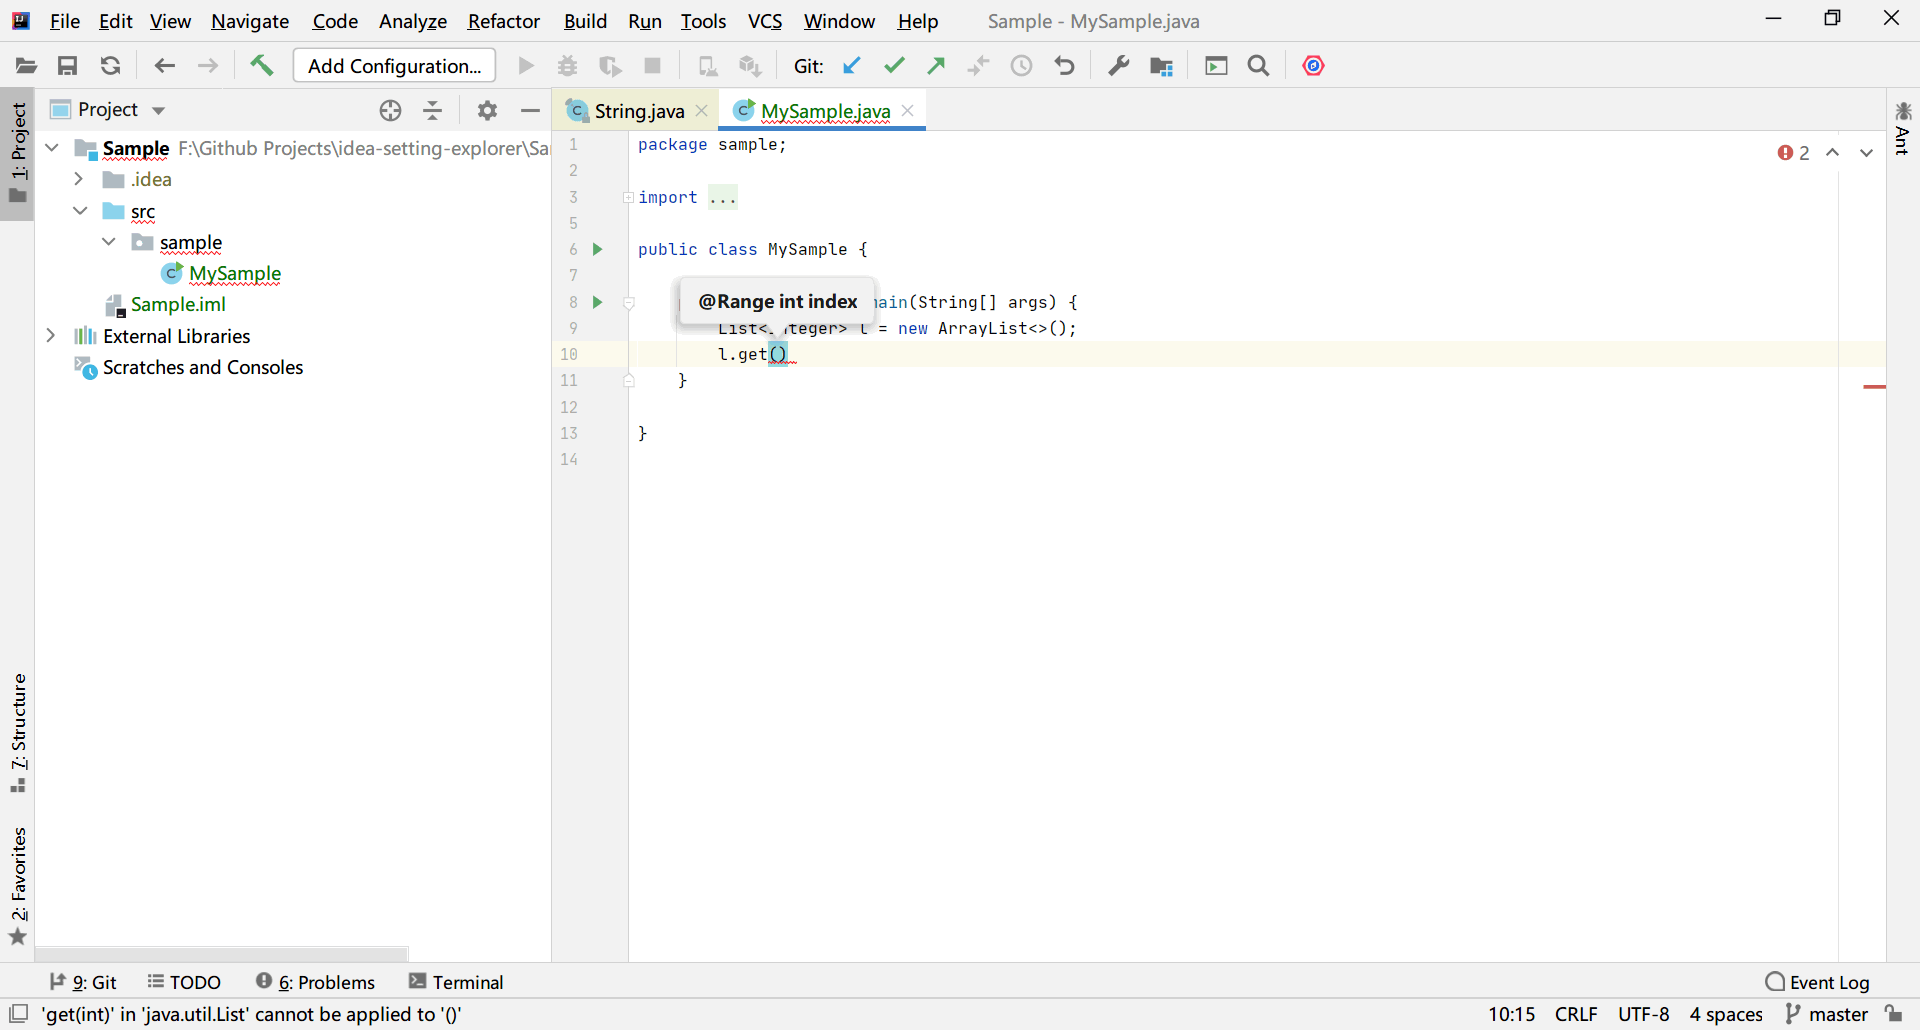 File Edit View Navigate Code Analyze Refactor Build Run Tools VCS Window Help Sample - MySample.java
Add Configuration... Git:
1: Project
Project
String.java MySample.java
Ant
Sample F:\Github Projects\idea-setting-explorer\Sa
.idea
src
sample
MySample
Sample.iml
External Libraries
Scratches and Consoles
1 package sample;
2
3 import ...
5
6 public class MySample {
7
@Range int index
8 main(String[] args) {
9 List<Integer> l = new ArrayList<>();
10 l.get()
11 }
12
13 }
14
2
7: Structure
2: Favorites
9: Git TODO 6: Problems Terminal Event Log
'get(int)' in 'java.util.List' cannot be applied to '()' 10:15 CRLF UTF-8 4 spaces master